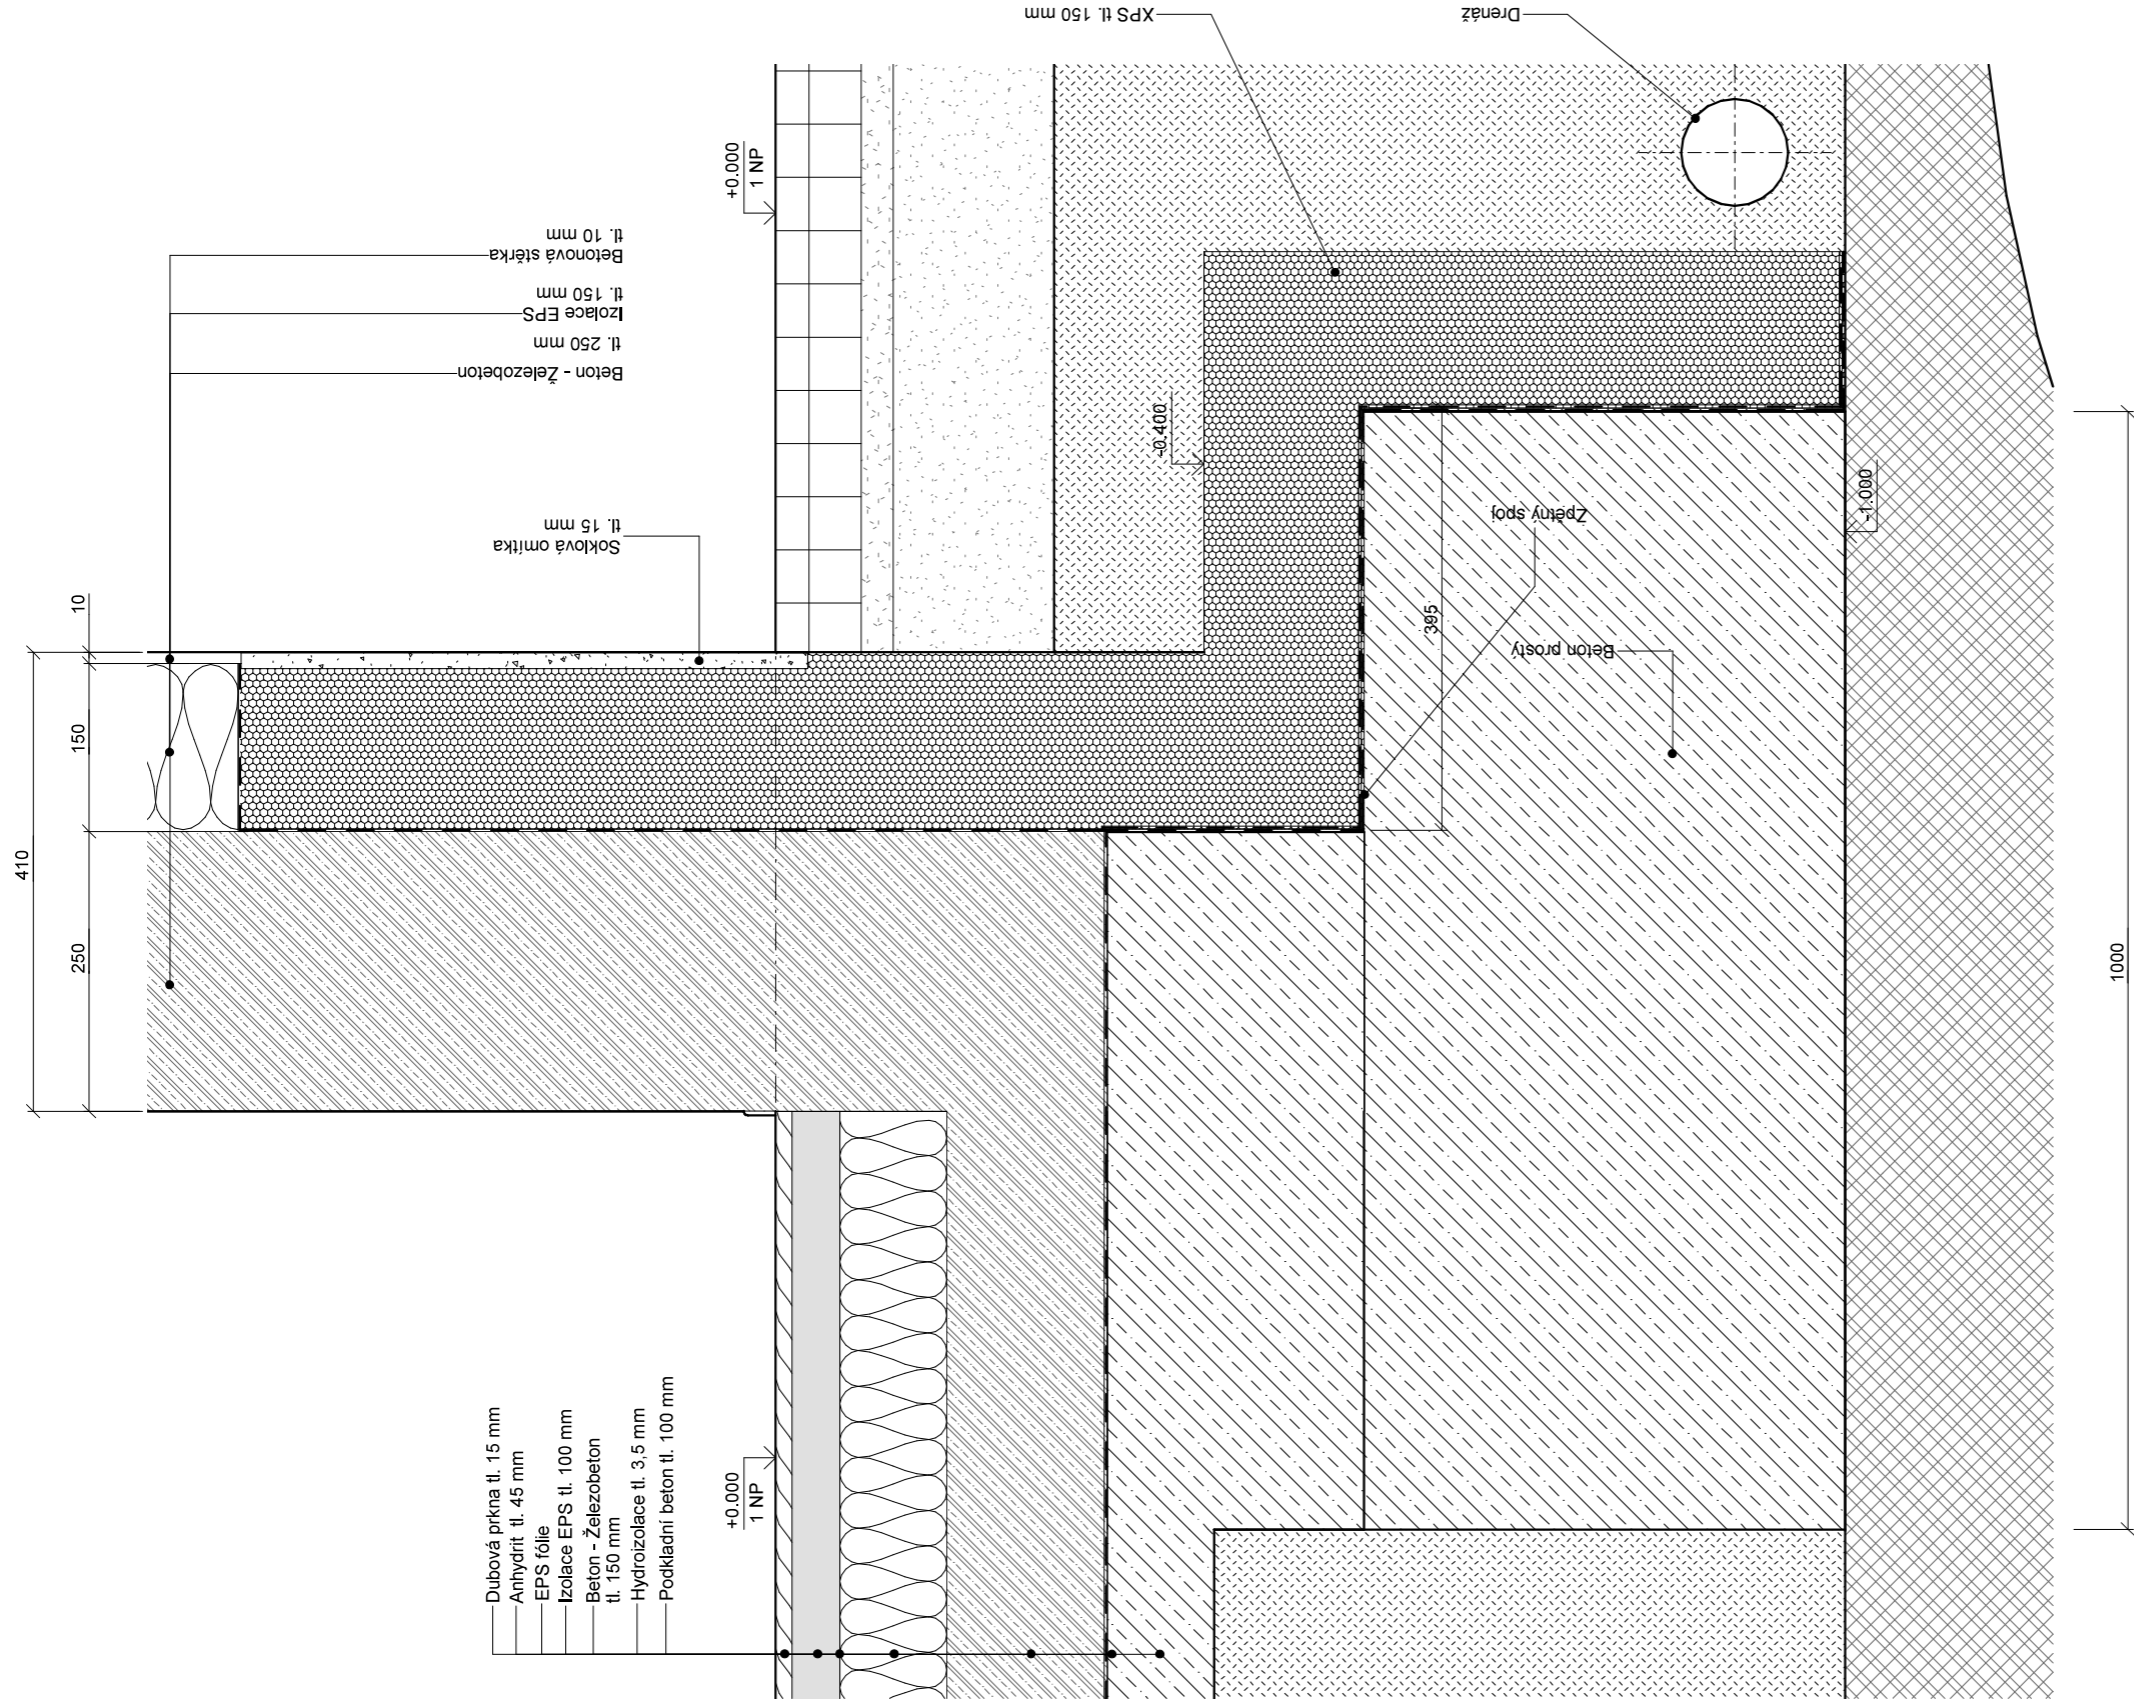 XPS tl. 150 mm
Drenáž
+0.000
1 NP
Betonová stěrka
tl. 10 mm
Izolace EPS
tl. 150 mm
Beton - Železobeton
tl. 250 mm
-0.400
-1.000
Zpětný spoj
Soklová omítka
tl. 15 mm
395
Beton prostý
10
150
410
250
1000
Dubová prkna tl. 15 mm
Anhydrit tl. 45 mm
EPS fólie
Izolace EPS tl. 100 mm
Beton - Železobeton
tl. 150 mm
Hydroizolace tl. 3,5 mm
Podkladní beton tl. 100 mm
+0.000
1 NP